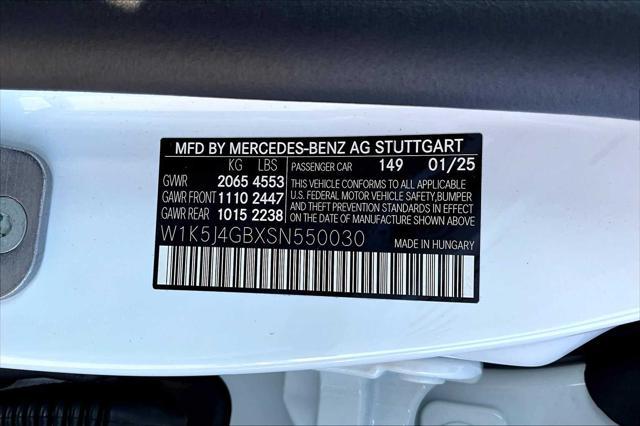 MFD BY MERCEDES-BENZ AG STUTTGART
KG LBS PASSENGER CAR 149 01/25
GVWR 2065 4553
GAWR FRONT 1110 2447
GAWR REAR 1015 2238
THIS VEHICLE CONFORMS TO ALL APPLICABLE
U.S. FEDERAL MOTOR VEHICLE SAFETY,BUMPER
AND THEFT PREVENTION STANDARDS IN EFFECT
ON THE DATE OF MANUFACTURE SHOWN ABOVE.
W1K5J4GBXSN550030 MADE IN HUNGARY